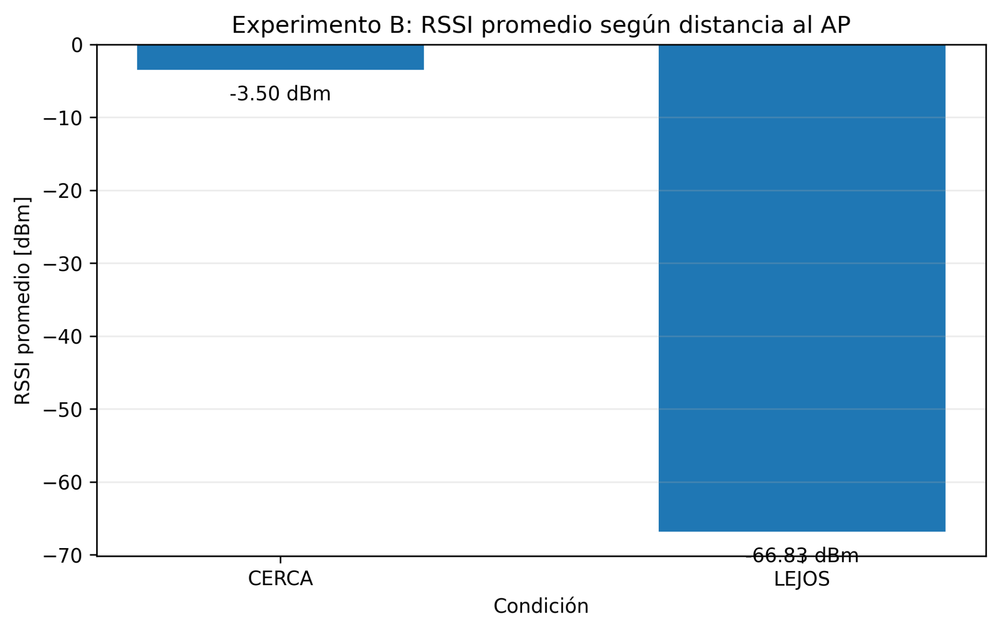 Experimento B: RSSI promedio según distancia al AP
RSSI promedio [dBm]
0
−10
−20
−30
−40
−50
−60
−70
-3.50 dBm
-66.83 dBm
CERCA
LEJOS
Condición